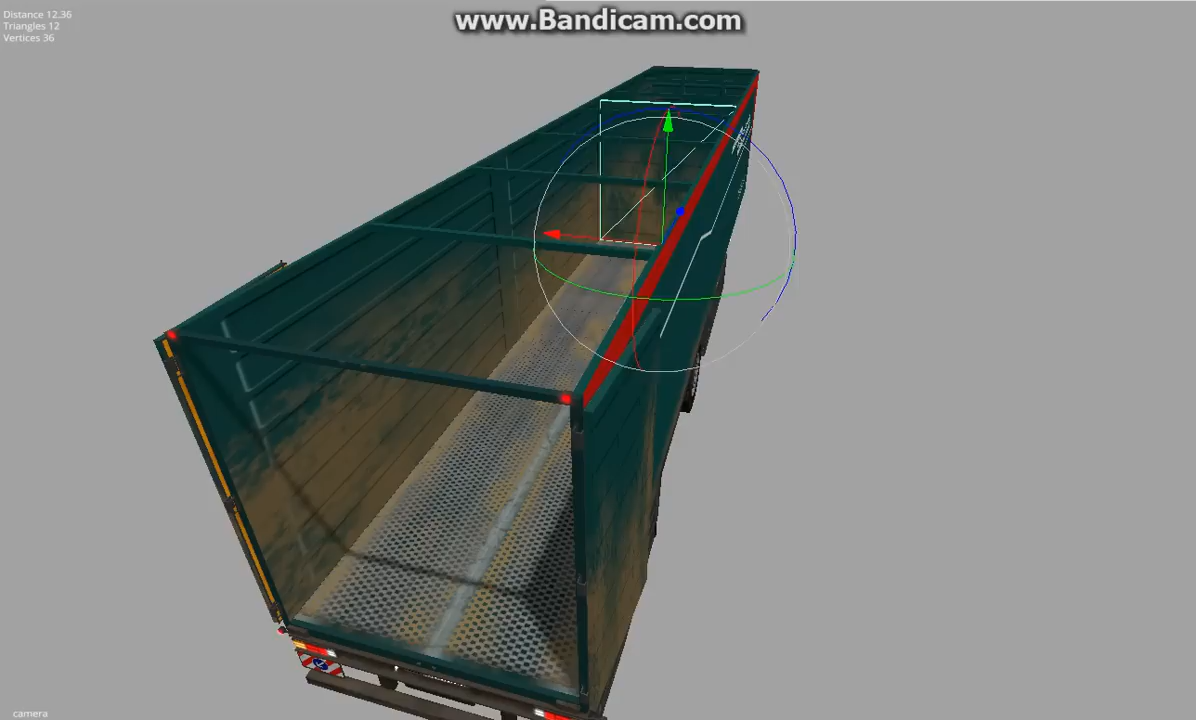 Distance 12.36
Triangles 12
Vertices 36
www.Bandicam.com
camera